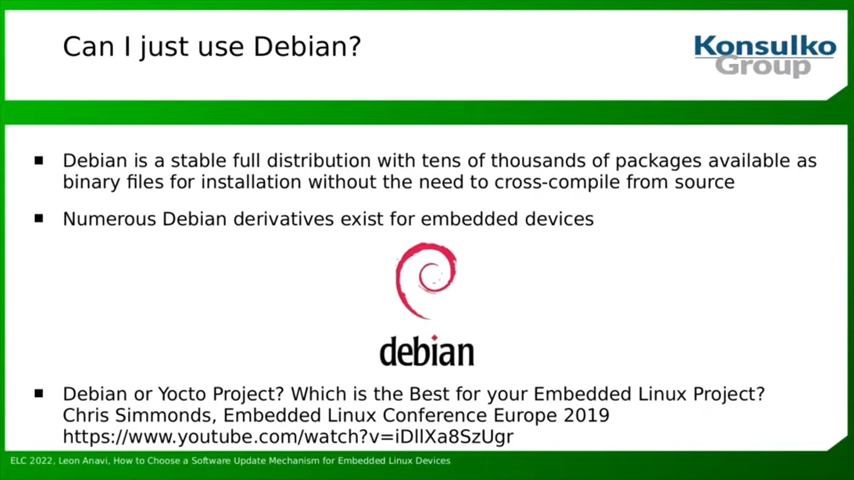 Can I just use Debian?
Konsulko
Group
Debian is a stable full distribution with tens of thousands of packages available as
binary files for installation without the need to cross-compile from source
Numerous Debian derivatives exist for embedded devices
debian
Debian or Yocto Project? Which is the Best for your Embedded Linux Project?
Chris Simmonds, Embedded Linux Conference Europe 2019
https://www.youtube.com/watch?v=iDllXa8SzUgr
ELC 2022, Leon Anavi, How to Choose a Software Update Mechanism for Embedded Linux Devices